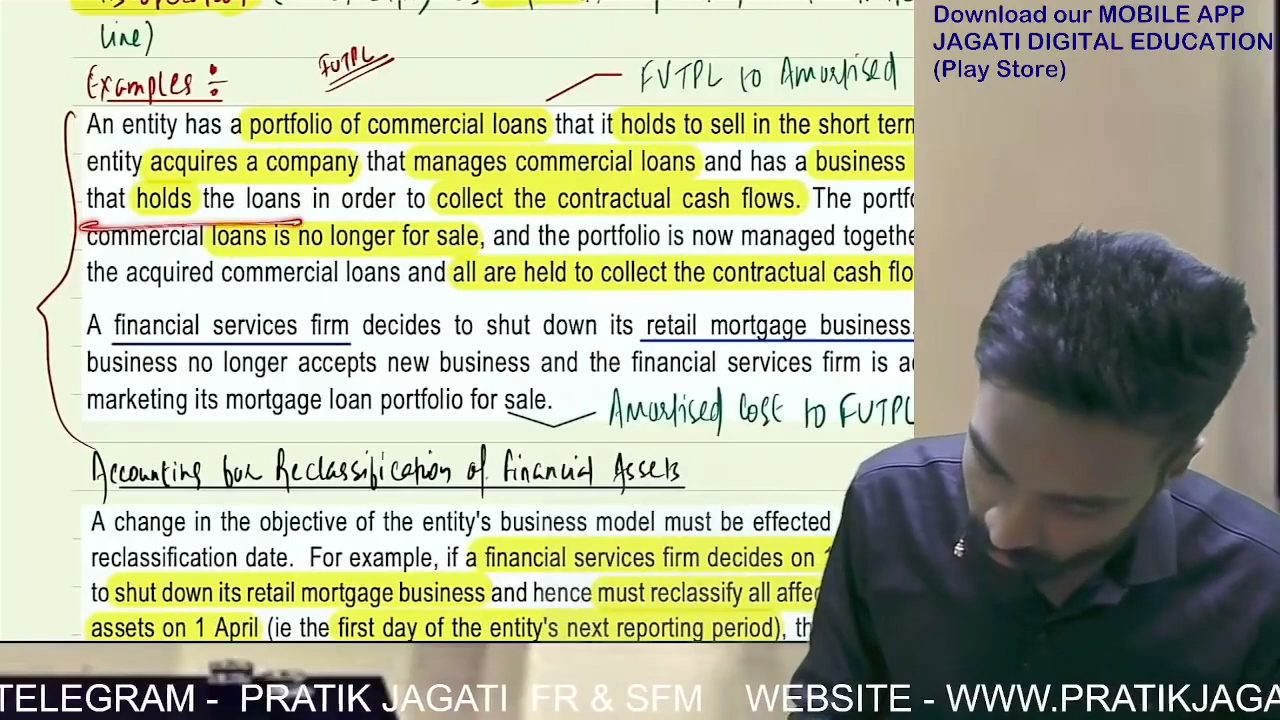 line)
Examples :
FVTPL
FVTPL to Amortised
An entity has a portfolio of commercial loans that it holds to sell in the short term
entity acquires a company that manages commercial loans and has a business
that holds the loans in order to collect the contractual cash flows. The portfo
commercial loans is no longer for sale, and the portfolio is now managed togethe
the acquired commercial loans and all are held to collect the contractual cash flo
A financial services firm decides to shut down its retail mortgage business.
business no longer accepts new business and the financial services firm is ac
marketing its mortgage loan portfolio for sale.
Amortised Cost to FVTPL
Accounting for Reclassification of Financial Assets
A change in the objective of the entity's business model must be effected
reclassification date. For example, if a financial services firm decides on 1
to shut down its retail mortgage business and hence must reclassify all affec
assets on 1 April (ie the first day of the entity's next reporting period), th
Download our MOBILE APP
JAGATI DIGITAL EDUCATION
(Play Store)
TELEGRAM - PRATIK JAGATI FR & SFM WEBSITE - WWW.PRATIKJAGA